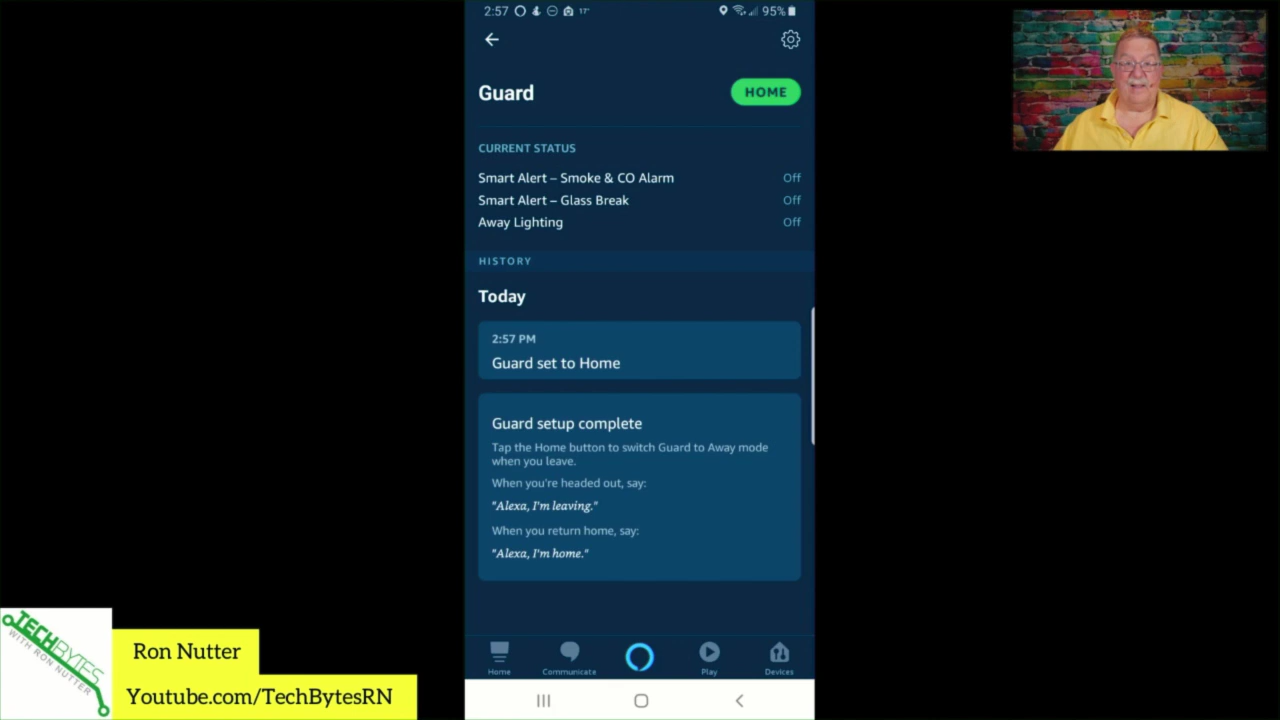 2:57 17° 95%
Guard HOME
CURRENT STATUS
Smart Alert – Smoke & CO Alarm Off
Smart Alert – Glass Break Off
Away Lighting Off
HISTORY
Today
2:57 PM
Guard set to Home
Guard setup complete
Tap the Home button to switch Guard to Away mode
when you leave.
When you're headed out, say:
"Alexa, I'm leaving."
When you return home, say:
"Alexa, I'm home."
Home Communicate Play Devices
TECHBYTES
WITH RON NUTTER
Ron Nutter
Youtube.com/TechBytesRN